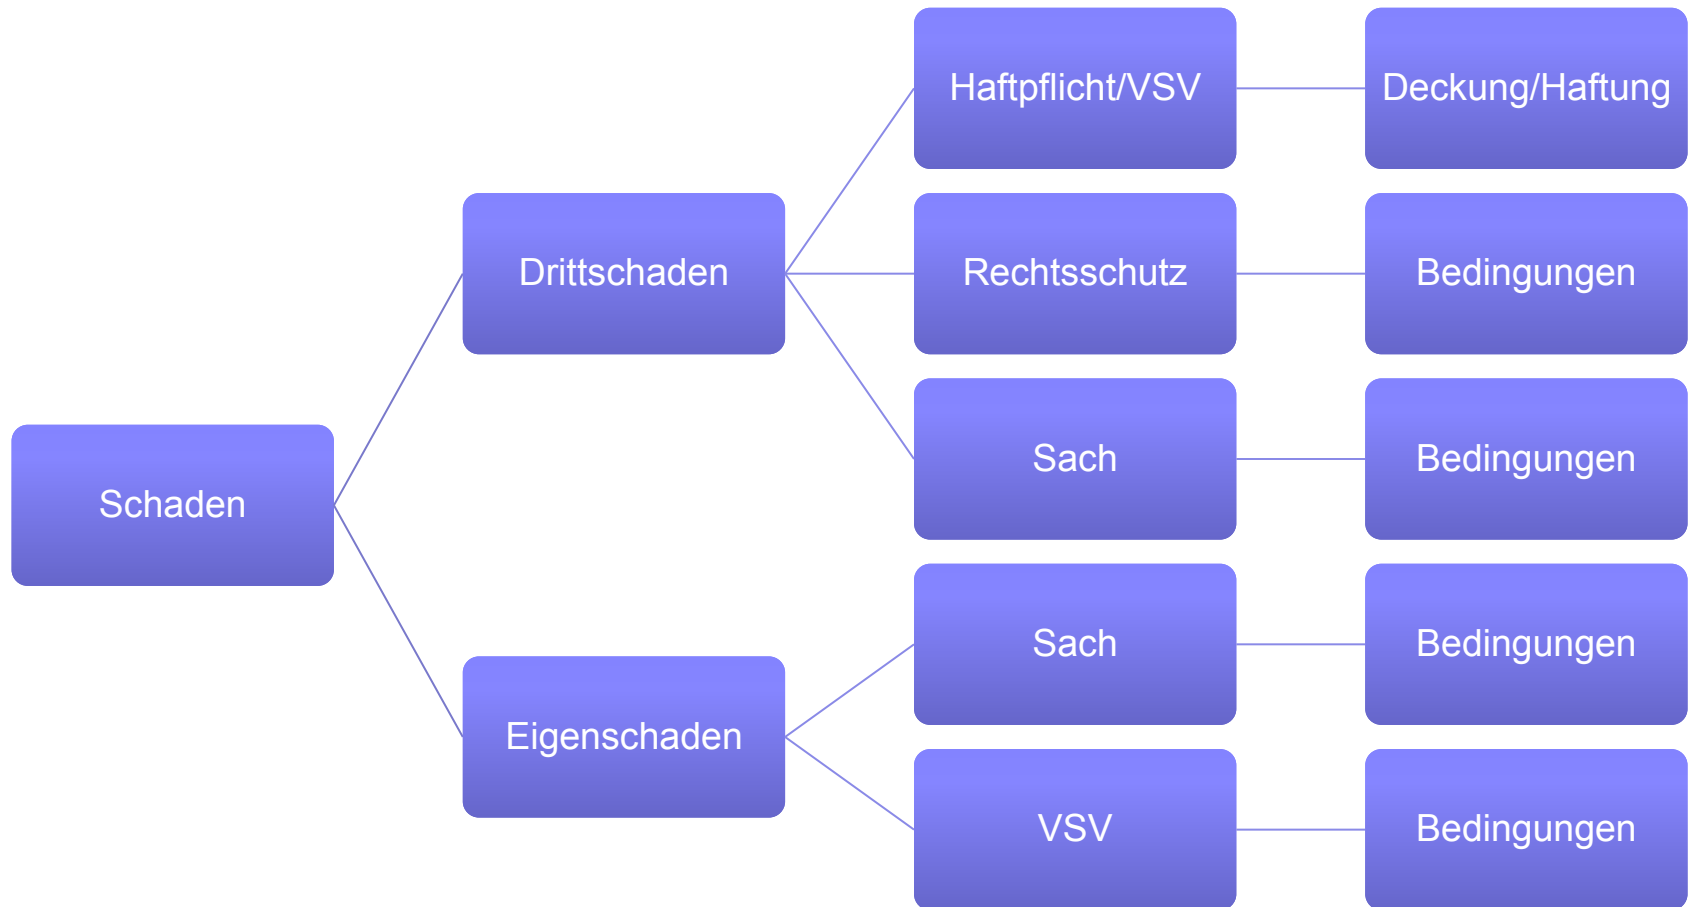 Haftpflicht/VSV
Deckung/Haftung
Drittschaden
Rechtsschutz
Bedingungen
Sach
Bedingungen
Schaden
Sach
Bedingungen
Eigenschaden
VSV
Bedingungen